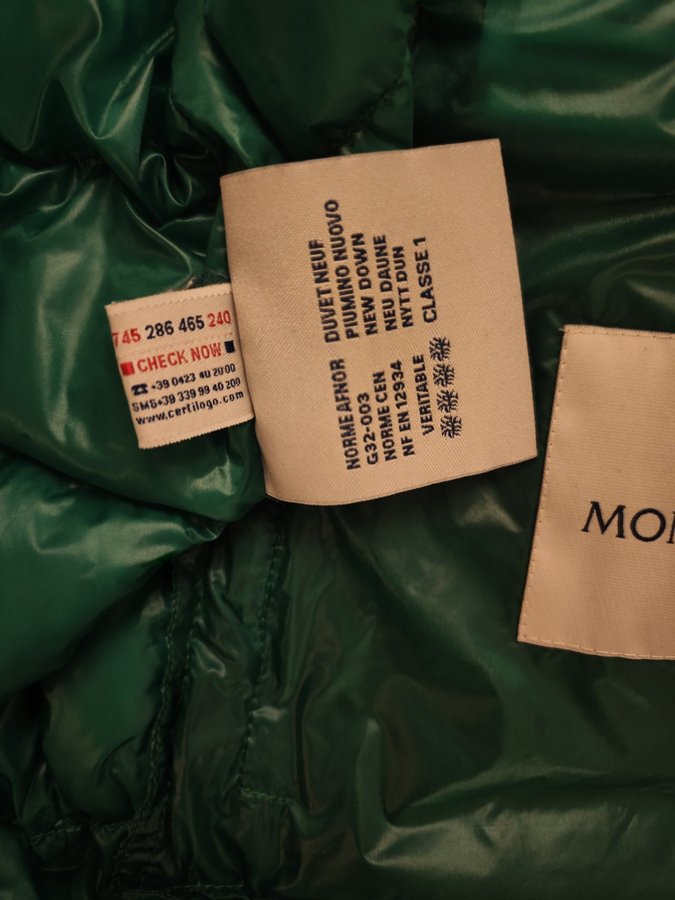 745 286 465 240
CHECK NOW
+39 0423 40 20 00
SMS+39 339 99 40 200
www.certilogo.com
DUVET NEUF
PIUMINO NUOVO
NEW DOWN
NEU DAUNE
NYTT DUN
CLASSE 1
NORME AFNOR
G32-003
NORME CEN
NF EN 12934
VERITABLE